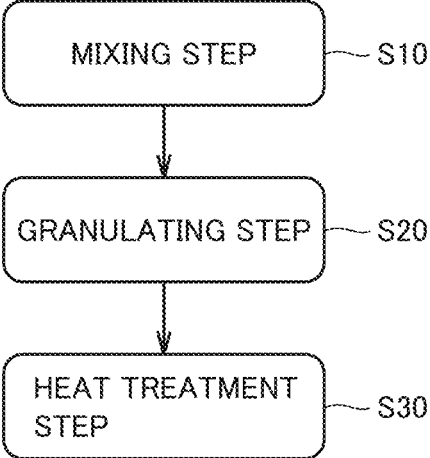 MIXING STEP
S10
GRANULATING STEP
S20
HEAT TREATMENT
STEP
S30